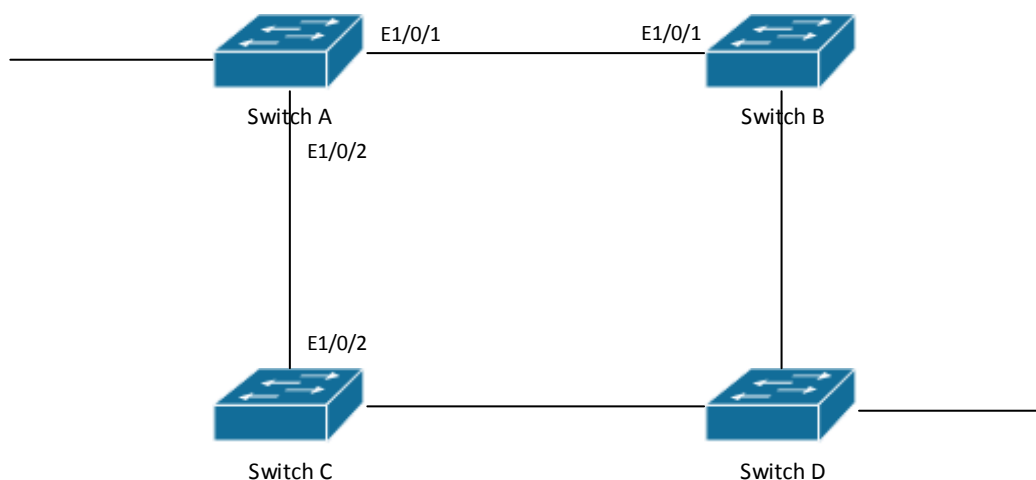 E1/0/1
E1/0/1
Switch A
Switch B
E1/0/2
E1/0/2
Switch C
Switch D